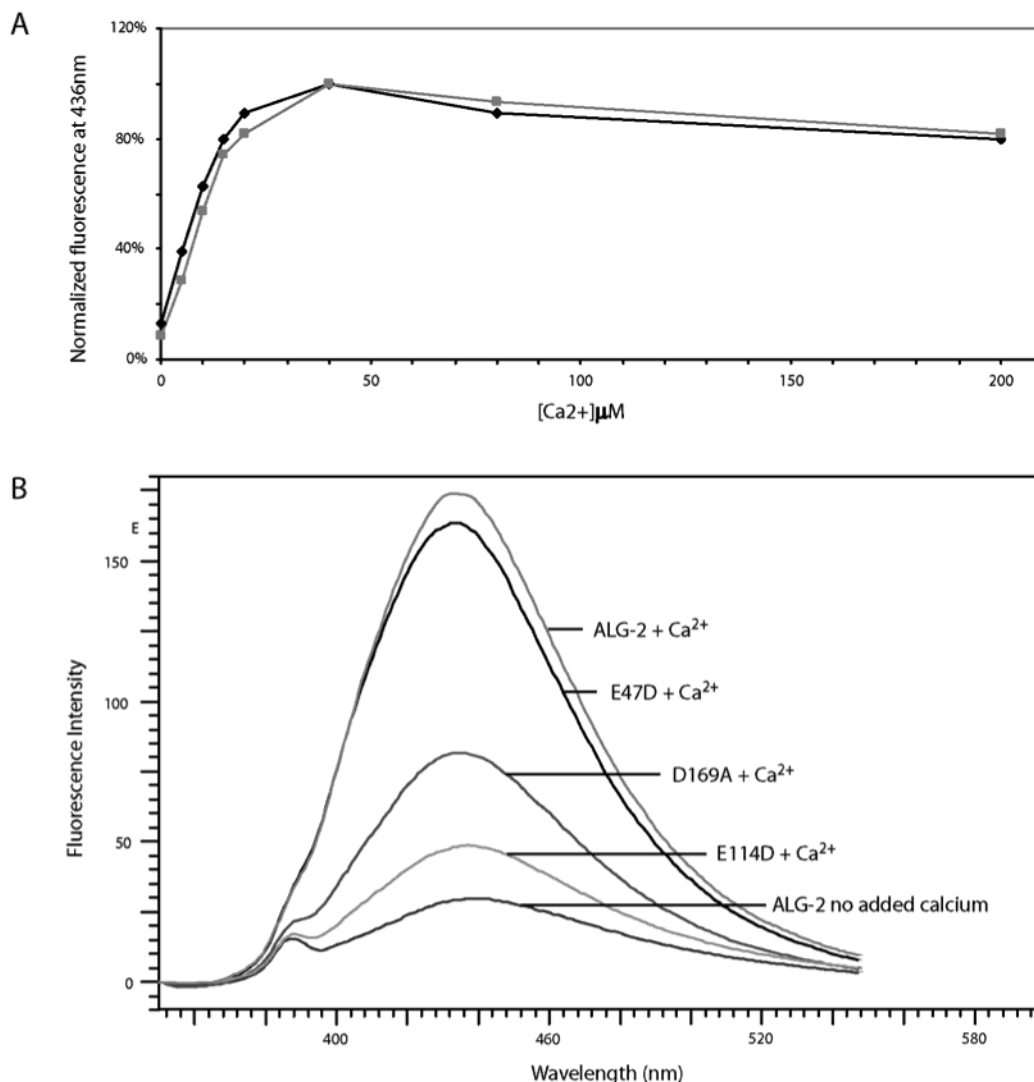 A
Normalized fluorescence at 436nm
120%
80%
40%
0%
0
50
100
150
200
[Ca2+]µM
B
Fluorescence Intensity
E
150
100
50
0
ALG-2 + Ca2+
E47D + Ca2+
D169A + Ca2+
E114D + Ca2+
ALG-2 no added calcium
400
460
520
580
Wavelength (nm)